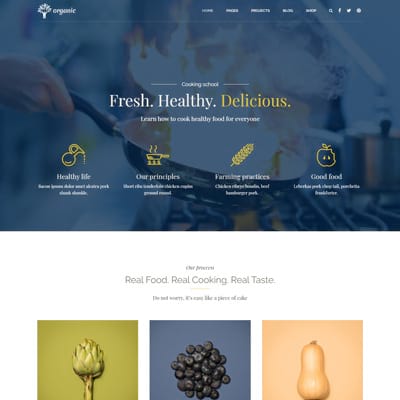 organic
HOME PAGES PROJECTS BLOG SHOP
Cooking school
Fresh. Healthy. Delicious.
Learn how to cook healthy food for everyone
Healthy life
Bacon ipsum dolor amet alcatra pork
shank shankle.
Our principles
Short ribs tenderloin chicken cupim
ground round.
Farming practices
Chicken ribeye boudin, beef
hamburger pork.
Good food
Leberkas pork chop tail, porchetta
frankfurter.
Our process
Real Food. Real Cooking. Real Taste.
Do not worry, it's easy like a piece of cake